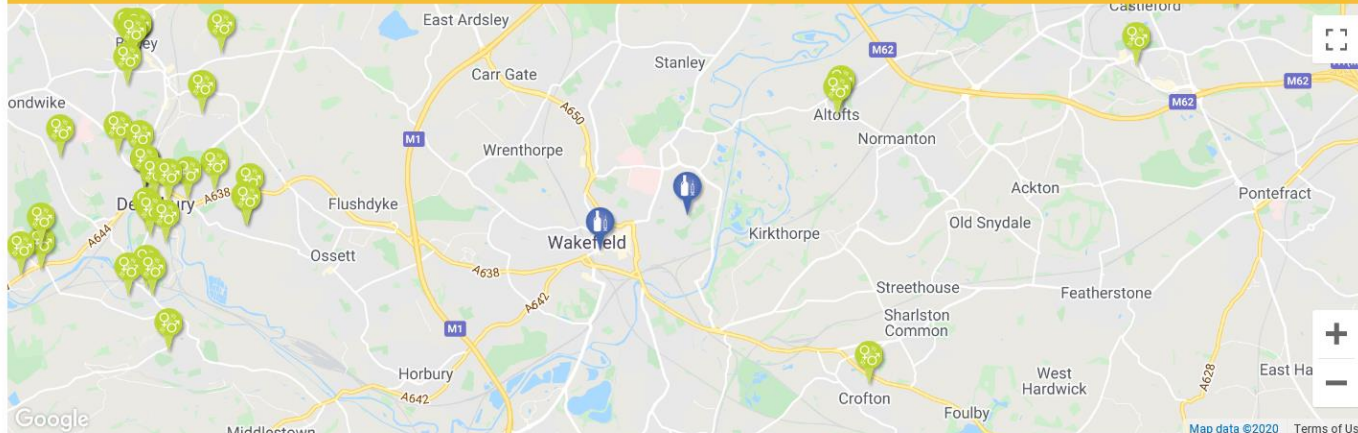 Castleford
East Ardsley
M62
Stanley
Carr Gate
M62
A650
Altofts
Normanton
M1
Wrenthorpe
Ackton
Pontefract
A638
Flushdyke
Old Snydale
A644
Kirkthorpe
Wakefield
Ossett
A638
Streethouse
Featherstone
A642
Sharlston
Common
M1
Horbury
West
Hardwick
A628
East Ha
A642
Crofton
Foulby
Google
Middlestown
Map data ©2020 Terms of Us